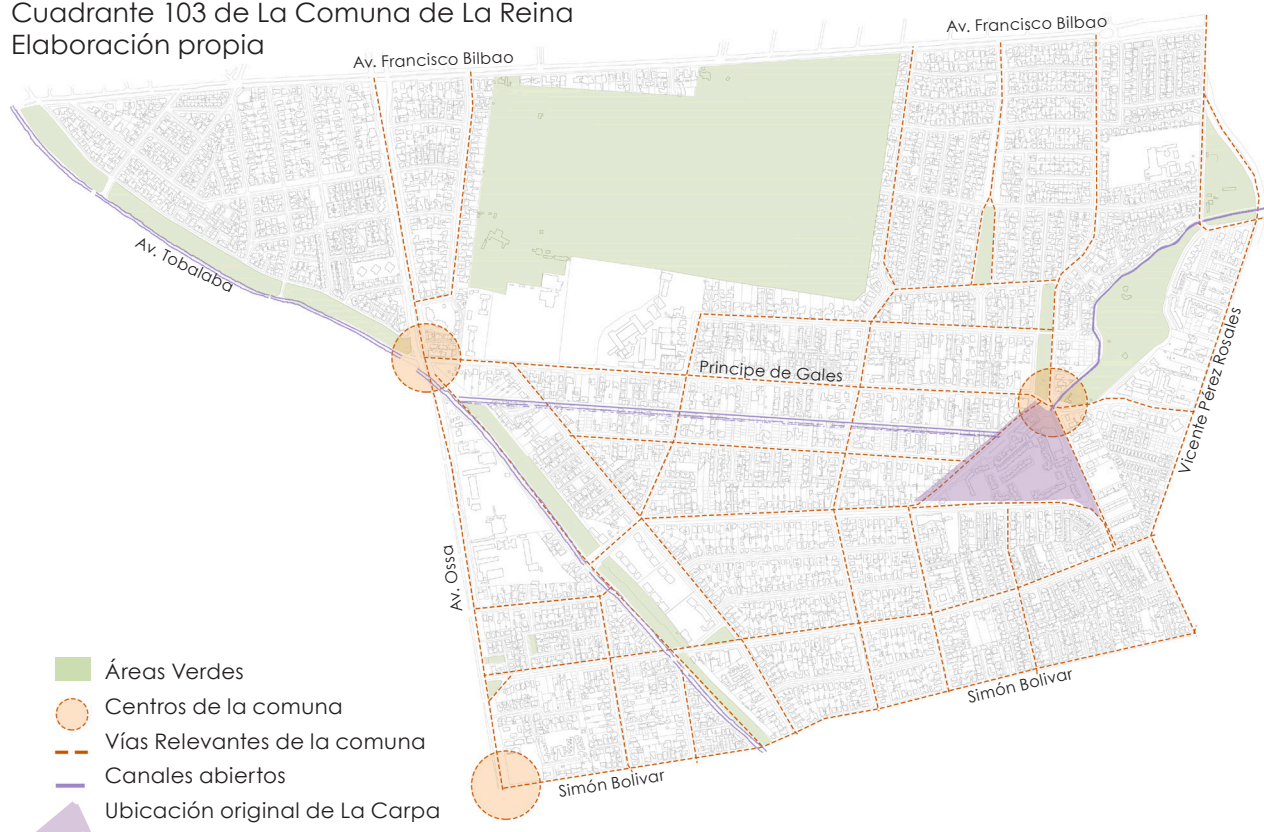 Cuadrante 103 de La Comuna de La Reina
Elaboración propia
Av. Francisco Bilbao
Av. Francisco Bilbao
Av. Tobalaba
Principe de Gales
Vicente Perez Rosales
Av. Ossa
Simón Bolivar
Simón Bolivar
Áreas Verdes
Centros de la comuna
Vías Relevantes de la comuna
Canales abiertos
Ubicación original de La Carpa